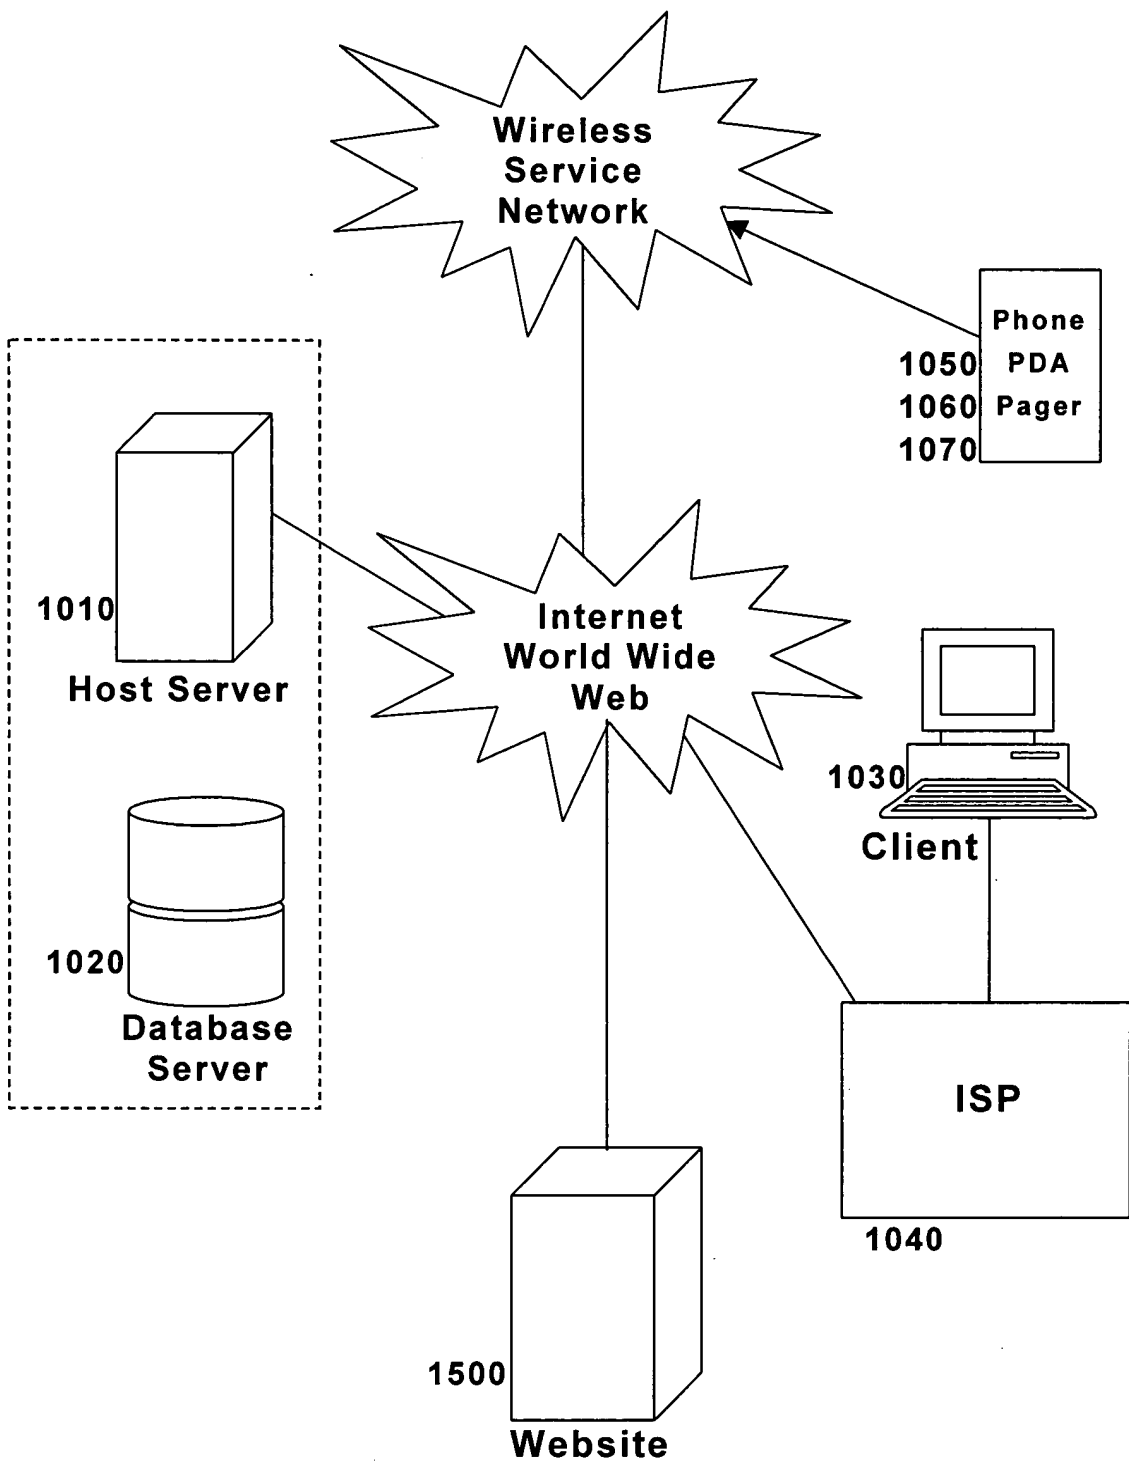 Wireless
Service
Network
Phone
1050 PDA
1060 Pager
1070
1010
Host Server
Internet
World Wide
Web
1030
Client
1020
Database
Server
ISP
1040
1500
Website